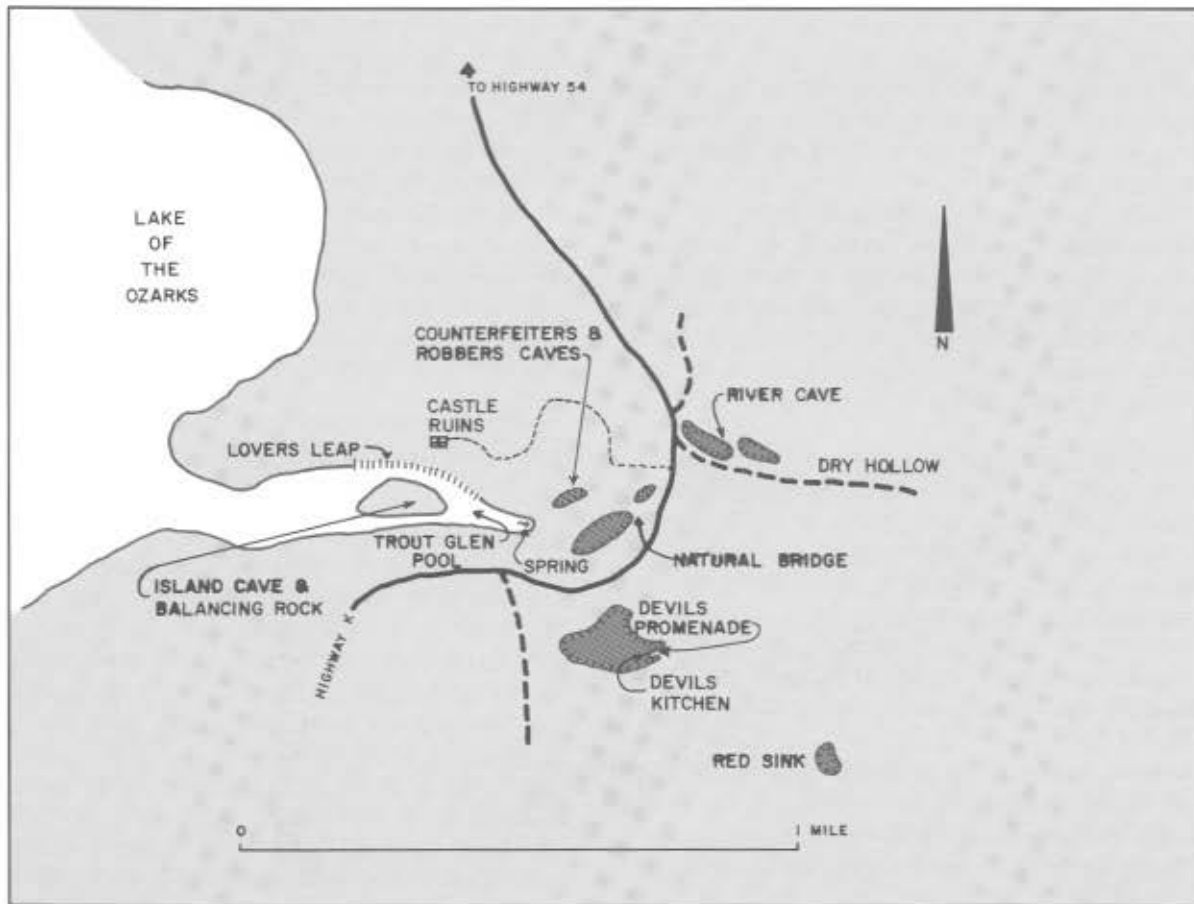 TO HIGHWAY 54
LAKE
OF
THE
OZARKS
N
COUNTERFEITERS &
ROBBERS CAVES
RIVER CAVE
CASTLE
RUINS
LOVERS LEAP
DRY HOLLOW
TROUT GLEN
POOL
SPRING
NATURAL BRIDGE
ISLAND CAVE &
BALANCING ROCK
HIGHWAY K
DEVILS
PROMENADE
DEVILS
KITCHEN
RED SINK
0
1 MILE